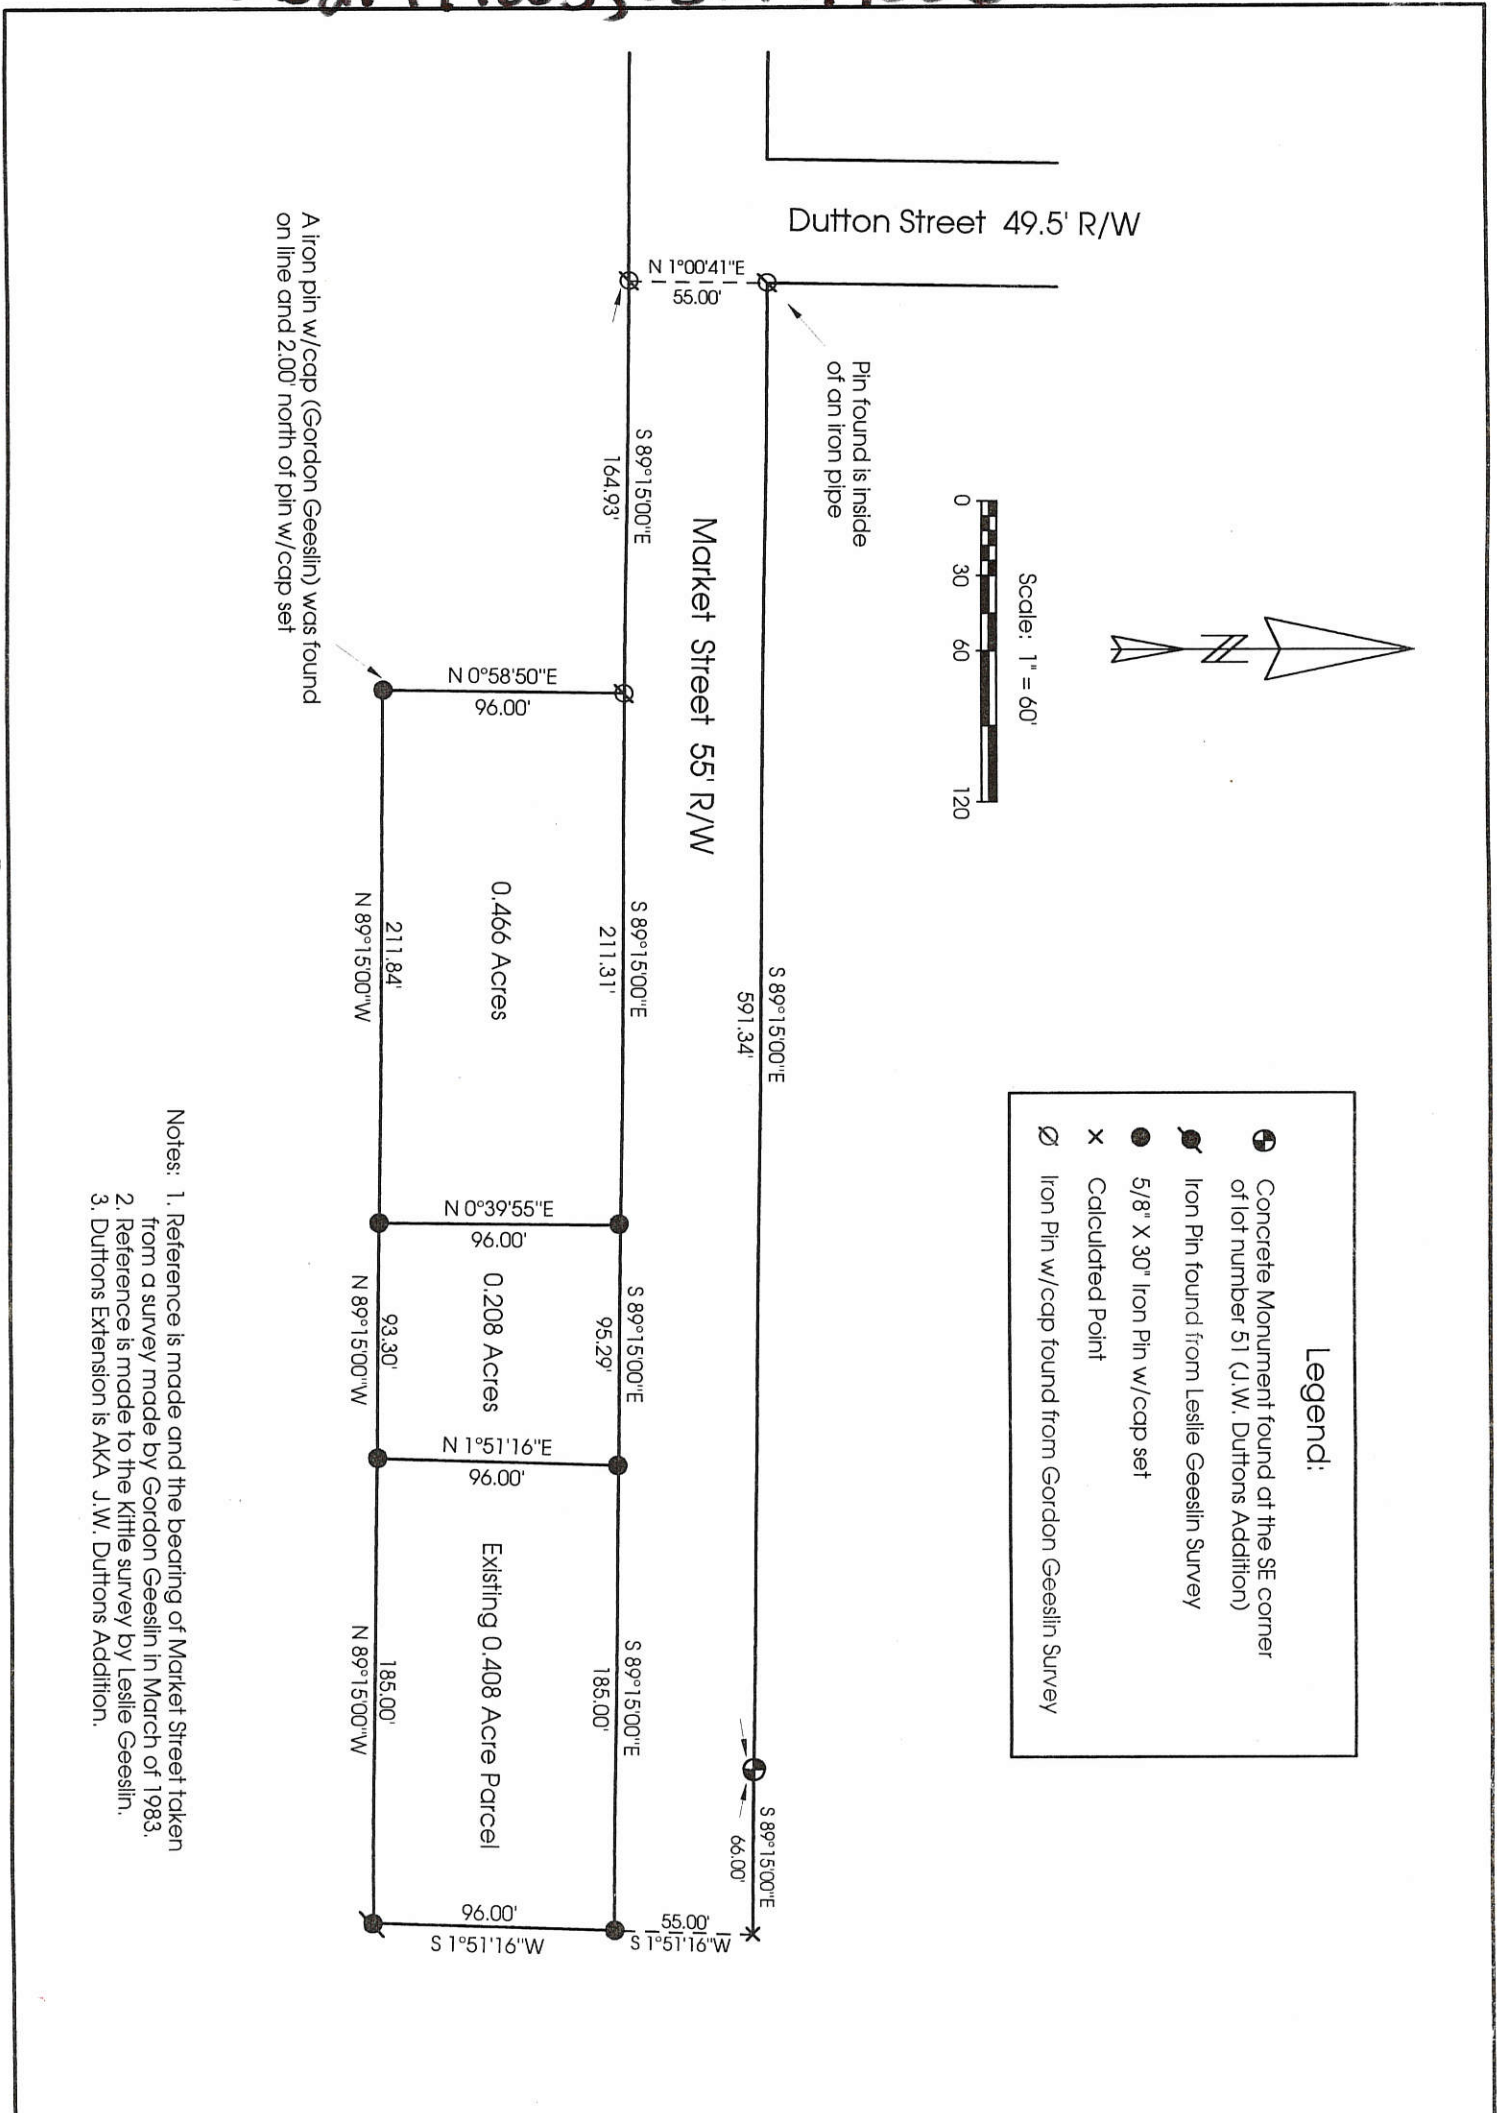 Dutton Street 49.5' R/W
N 1°00'41"E
55.00'
Pin found is inside
of an iron pipe
Scale: 1" = 60'
0 30 60 120
Legend:
Concrete Monument found at the SE corner
of lot number 51 (J.W. Duttons Addition)
Iron Pin found from Leslie Geeslin Survey
5/8" X 30" Iron Pin w/cap set
Calculated Point
Iron Pin w/cap found from Gordon Geeslin Survey
S 89°15'00"E
591.34'
S 89°15'00"E
66.00'
Market Street 55' R/W
S 89°15'00"E
164.93'
S 89°15'00"E
211.31'
S 89°15'00"E
95.29'
S 89°15'00"E
185.00'
55.00'
S 1°51'16"W
N 0°58'50"E
96.00'
0.466 Acres
N 0°39'55"E
96.00'
0.208 Acres
N 1°51'16"E
96.00'
Existing 0.408 Acre Parcel
96.00'
S 1°51'16"W
211.84'
N 89°15'00"W
93.30'
N 89°15'00"W
185.00'
N 89°15'00"W
A iron pin w/cap (Gordon Geeslin) was found
on line and 2.00' north of pin w/cap set
Notes: 1. Reference is made and the bearing of Market Street taken
from a survey made by Gordon Geeslin in March of 1983.
2. Reference is made to the Kittle survey by Leslie Geeslin.
3. Duttons Extension is AKA J.W. Duttons Addition.